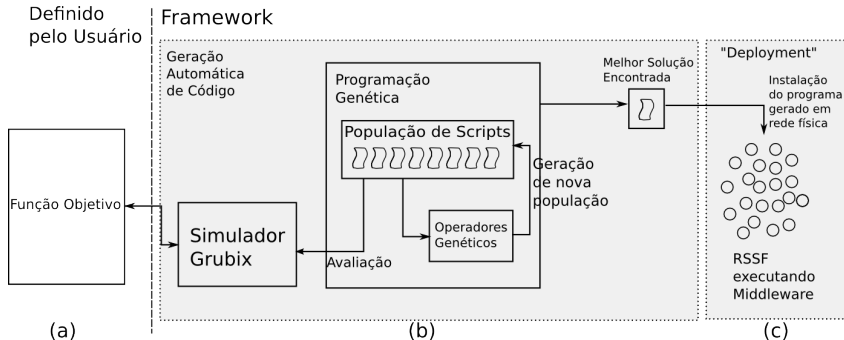 Definido
pelo Usuário
Framework
Função Objetivo
(a)
Geração
Automática
de Código
Simulador
Grubix
Programação
Genética
População de Scripts
Geração
de nova
população
Operadores
Genéticos
Avaliação
Melhor Solução
Encontrada
(b)
"Deployment"
Instalação
do programa
gerado em
rede física
RSSF
executando
Middleware
(c)